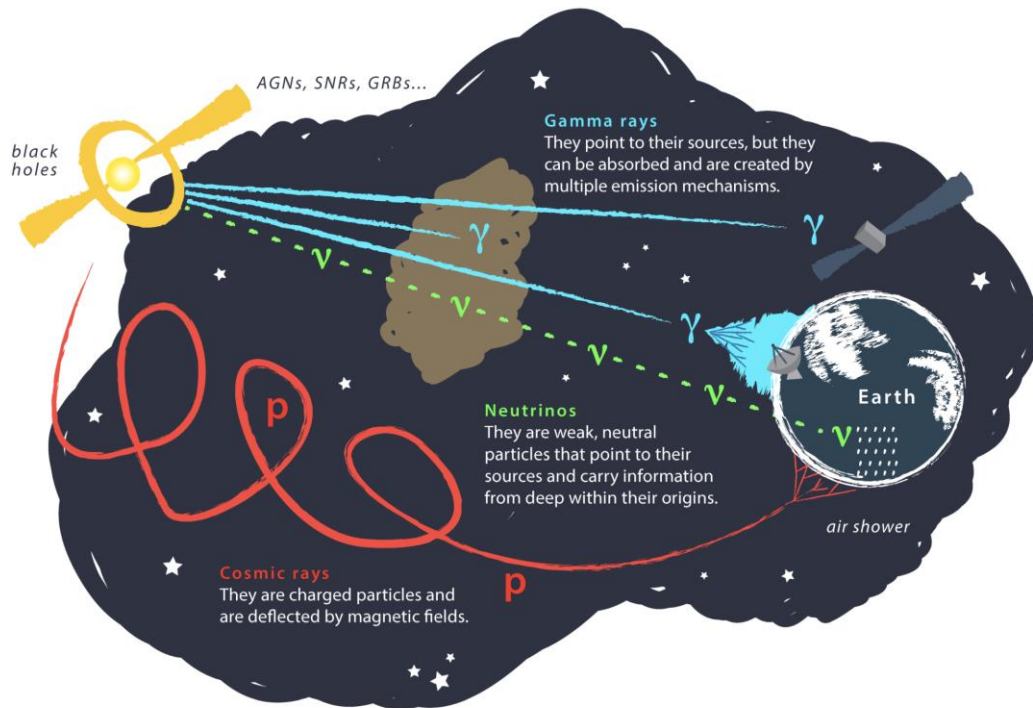 AGNs, SNRs, GRBs...
black
holes
Gamma rays
They point to their sources, but they
can be absorbed and are created by
multiple emission mechanisms.
γ
γ
ν
ν
γ
ν
ν
Earth
ν
p
Neutrinos
They are weak, neutral
particles that point to their
sources and carry information
from deep within their origins.
air shower
p
Cosmic rays
They are charged particles and
are deflected by magnetic fields.